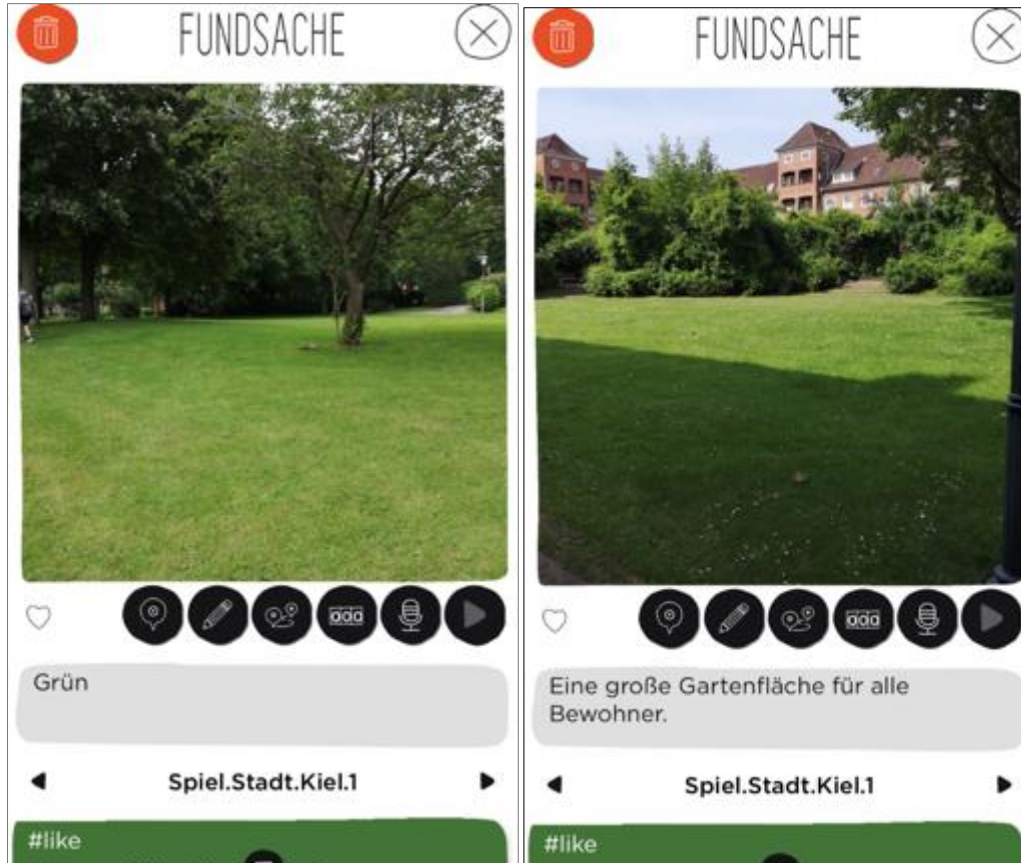 FUNDSACHE
Grün
Spiel.Stadt.Kiel.1
#like
FUNDSACHE
Eine große Gartenfläche für alle
Bewohner.
Spiel.Stadt.Kiel.1
#like